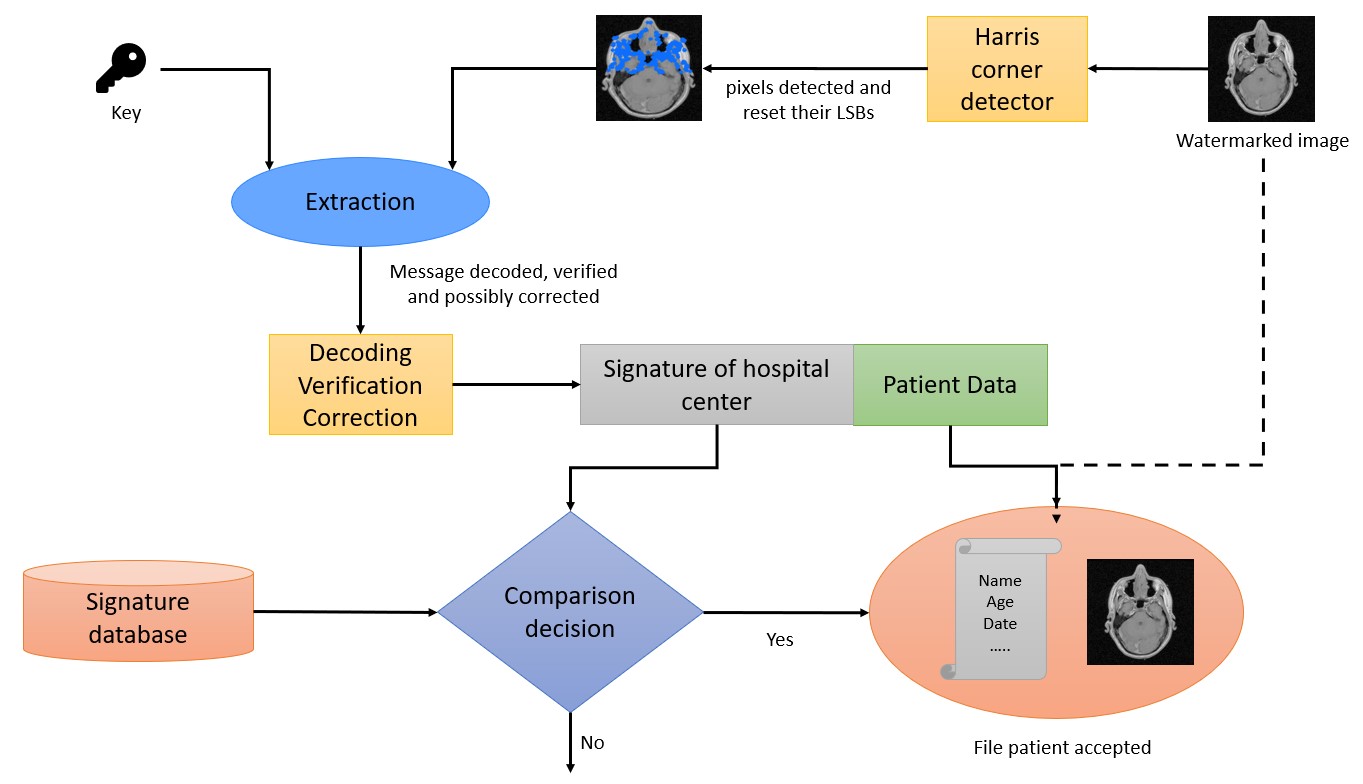 Key
pixels detected and
reset their LSBs
Harris
corner
detector
Watermarked image
Extraction
Message decoded, verified
and possibly corrected
Decoding
Verification
Correction
Signature of hospital
center
Patient Data
Signature
database
Comparison
decision
Yes
No
Name
Age
Date
.....
File patient accepted